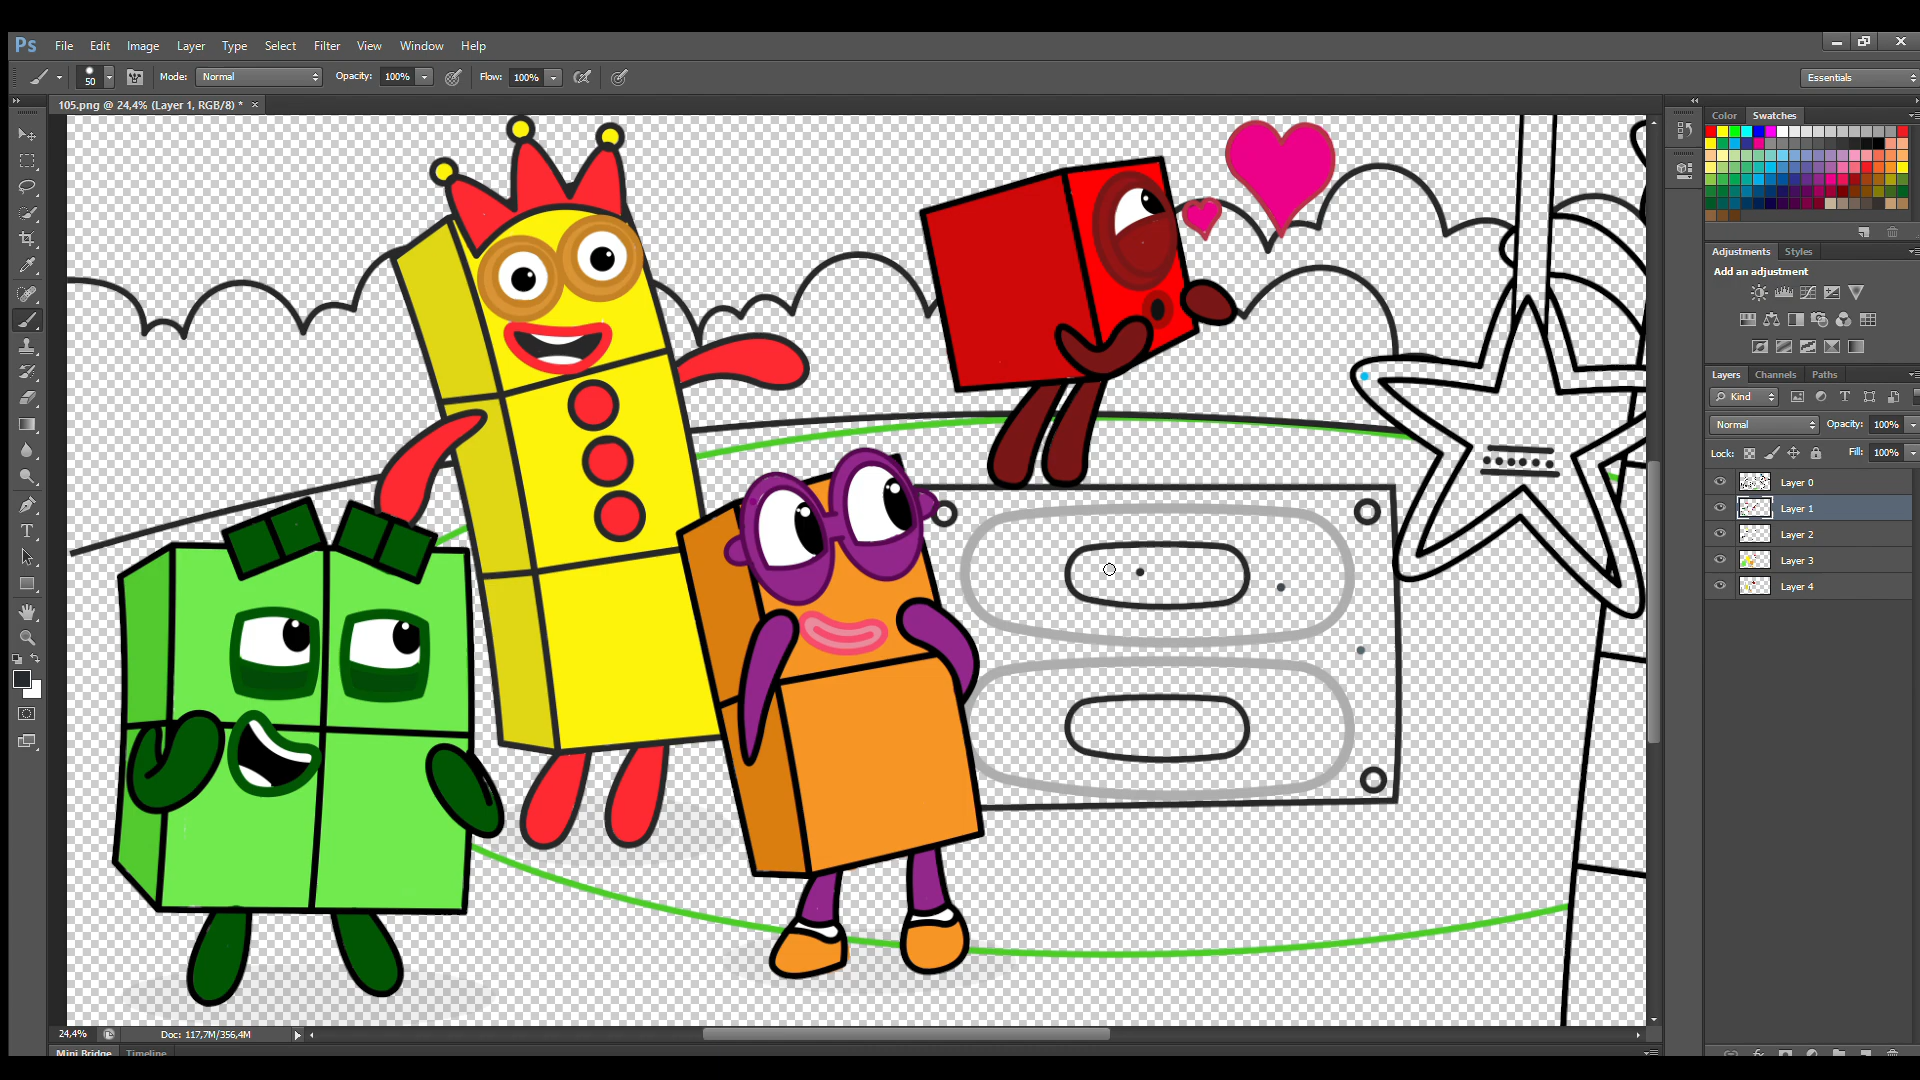 Ps File Edit Image Layer Type Select Filter View Window Help
50 Mode: Normal Opacity: 100% Flow: 100% Essentials
105.png @ 24,4% (Layer 1, RGB/8) * ×
Color Swatches
Adjustments Styles
Add an adjustment
Layers Channels Paths
Kind
Normal Opacity: 100%
Lock: Fill: 100%
Layer 0
Layer 1
Layer 2
Layer 3
Layer 4
24,4% Doc: 117,7M/356,4M
Mini Bridge Timeline